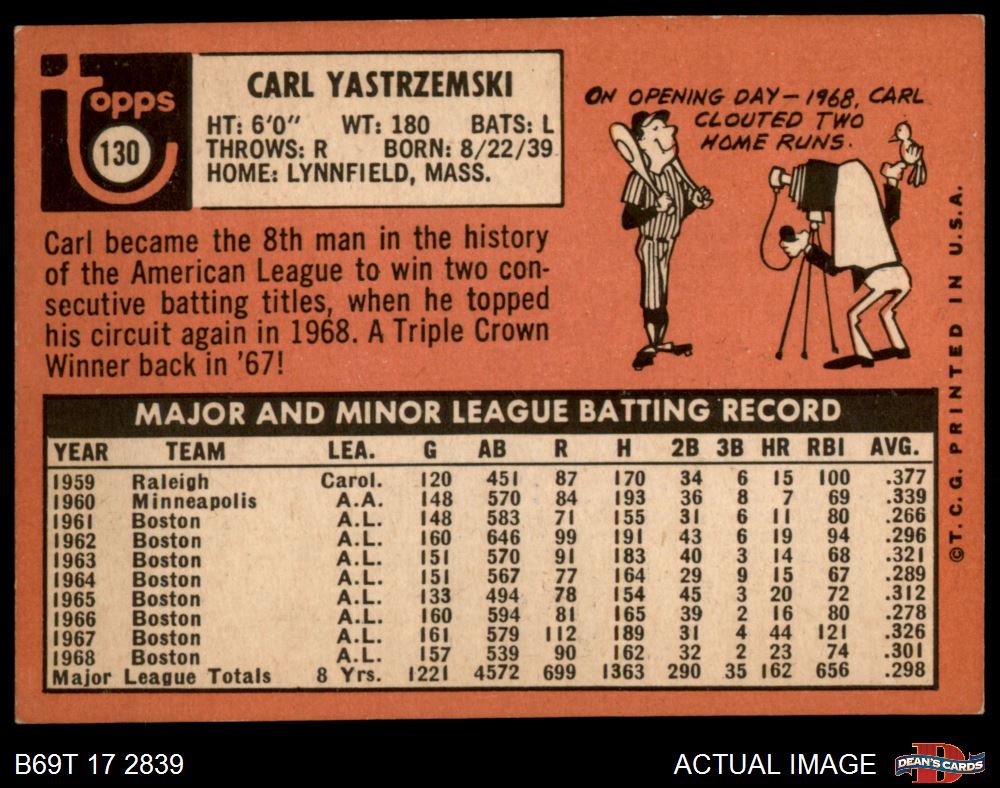 Topps
130
CARL YASTRZEMSKI
HT: 6'0" WT: 180 BATS: L
THROWS: R BORN: 8/22/39
HOME: LYNNFIELD, MASS.
ON OPENING DAY—1968, CARL
CLOUTED TWO
HOME RUNS.
Carl became the 8th man in the history
of the American League to win two con-
secutive batting titles, when he topped
his circuit again in 1968. A Triple Crown
Winner back in '67!
MAJOR AND MINOR LEAGUE BATTING RECORD
YEAR TEAM LEA. G AB R H 2B 3B HR RBI AVG.
1959 Raleigh Carol. 120 451 87 170 34 6 15 100 .377
1960 Minneapolis A.A. 148 570 84 193 36 8 7 69 .339
1961 Boston A.L. 148 583 71 155 31 6 11 80 .266
1962 Boston A.L. 160 646 99 191 43 6 19 94 .296
1963 Boston A.L. 151 570 91 183 40 3 14 68 .321
1964 Boston A.L. 151 567 77 164 29 9 15 67 .289
1965 Boston A.L. 133 494 78 154 45 3 20 72 .312
1966 Boston A.L. 160 594 81 165 39 2 16 80 .278
1967 Boston A.L. 161 579 112 189 31 4 44 121 .326
1968 Boston A.L. 157 539 90 162 32 2 23 74 .301
Major League Totals 8 Yrs. 1221 4572 699 1363 290 35 162 656 .298
©T. C. G. PRINTED IN U.S.A.
B69T 17 2839
ACTUAL IMAGE
D
DEAN'S CARDS